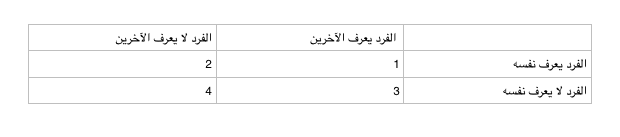 الفرد يعرف الآخرين الفرد لا يعرف الآخرين
الفرد يعرف نفسه 1 2
الفرد لا يعرف نفسه 3 4